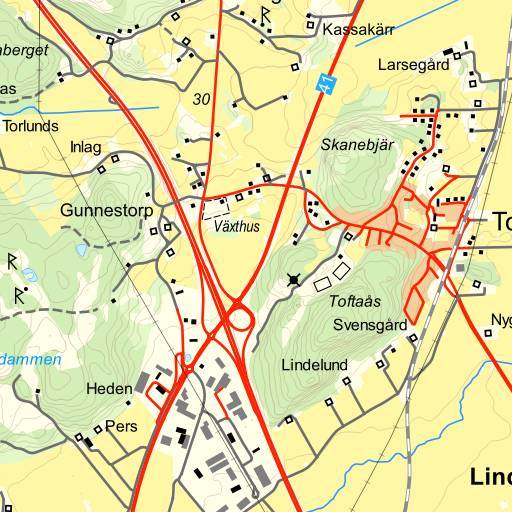 Kassakärr
aberget
Larsegård
as
41
30
Torlunds
Inlag
Skanebjär
Gunnestorp
Växthus
To
R
R
Toftaås
Svensgård
Nyg
dammen
Lindelund
Heden
Pers
Lind